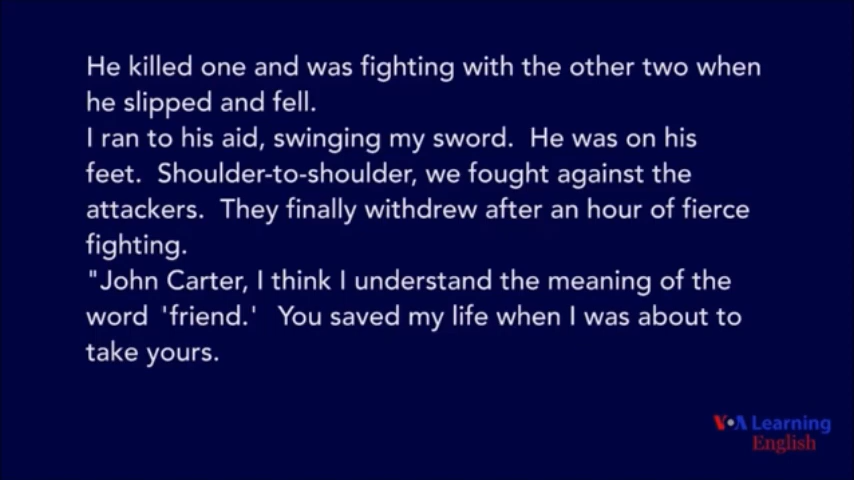 He killed one and was fighting with the other two when
he slipped and fell.
I ran to his aid, swinging my sword.  He was on his
feet.  Shoulder-to-shoulder, we fought against the
attackers.  They finally withdrew after an hour of fierce
fighting.
"John Carter, I think I understand the meaning of the
word  'friend.'   You saved my life when I was about to
take yours.
VOA Learning
English